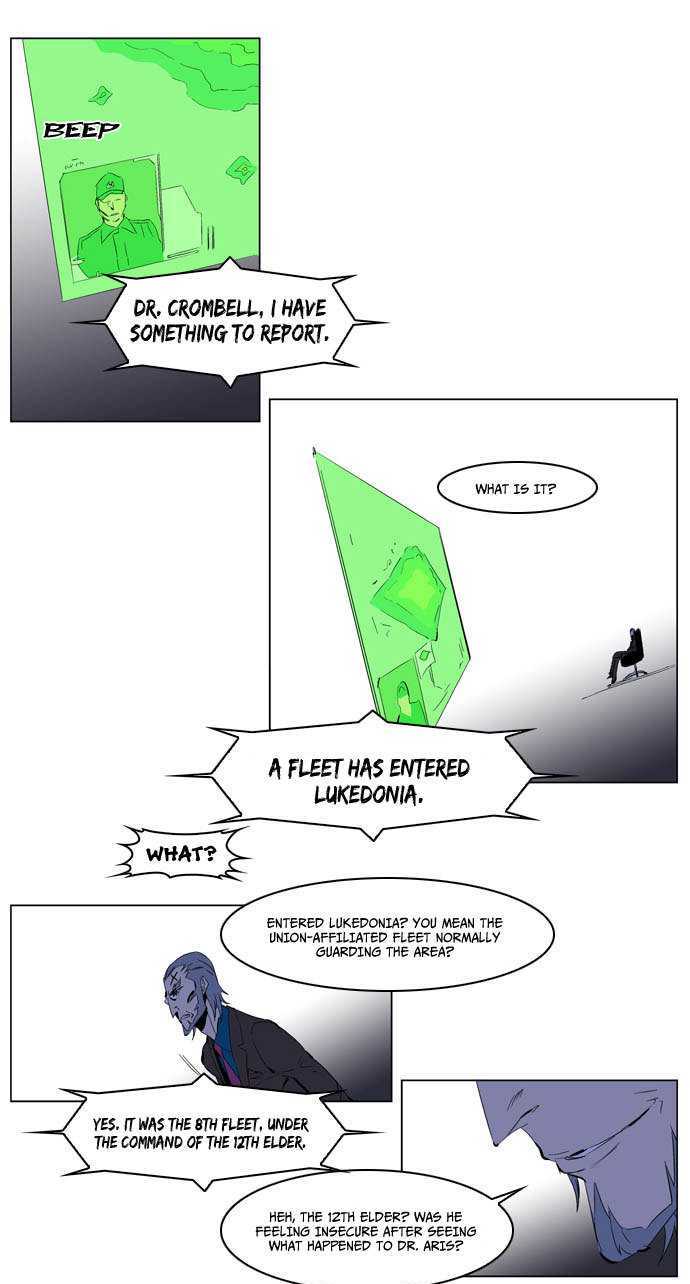 BEEP
DR. CROMBELL, I HAVE
SOMETHING TO REPORT.
WHAT IS IT?
A FLEET HAS ENTERED
LUKEDONIA.
WHAT?
ENTERED LUKEDONIA? YOU MEAN THE
UNION-AFFILIATED FLEET NORMALLY
GUARDING THE AREA?
YES. IT WAS THE 8TH FLEET, UNDER
THE COMMAND OF THE 12TH ELDER.
HEH, THE 12TH ELDER? WAS HE
FEELING INSECURE AFTER SEEING
WHAT HAPPENED TO DR. ARIS?